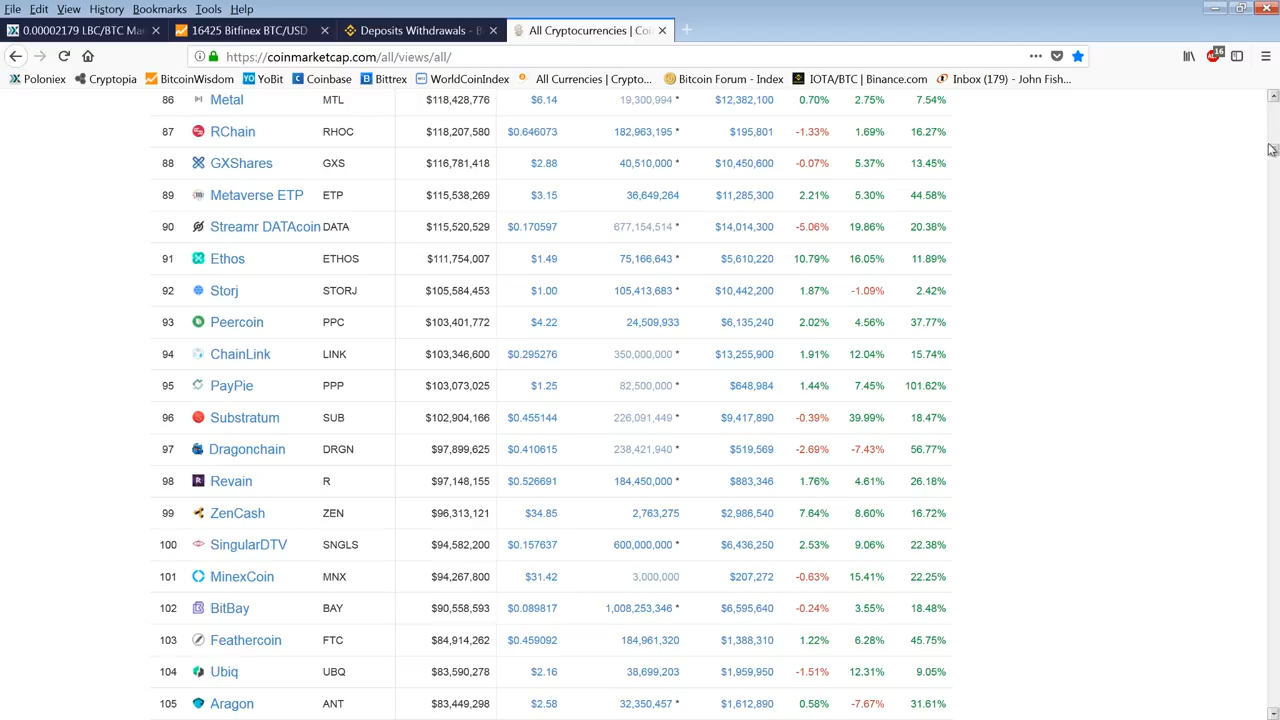 File Edit View History Bookmarks Tools Help
0.00002179 LBC/BTC Ma 16425 Bitfinex BTC/USD Deposits Withdrawals - B All Cryptocurrencies | Coi
https://coinmarketcap.com/all/views/all/ 16
Poloniex Cryptopia BitcoinWisdom YoBit Coinbase Bittrex WorldCoinIndex All Currencies | Crypto... Bitcoin Forum - Index IOTA/BTC | Binance.com Inbox (179) - John Fish...
86 Metal MTL $118,428,776 $6.14 19,300,994 * $12,382,100 0.70% 2.75% 7.54%
87 RChain RHOC $118,207,580 $0.646073 182,963,195 * $195,801 -1.33% 1.69% 16.27%
88 GXShares GXS $116,781,418 $2.88 40,510,000 * $10,450,600 -0.07% 5.37% 13.45%
89 Metaverse ETP ETP $115,538,269 $3.15 36,649,264 $11,285,300 2.21% 5.30% 44.58%
90 Streamr DATAcoin DATA $115,520,529 $0.170597 677,154,514 * $14,014,300 -5.06% 19.86% 20.38%
91 Ethos ETHOS $111,754,007 $1.49 75,166,643 * $5,610,220 10.79% 16.05% 11.89%
92 Storj STORJ $105,584,453 $1.00 105,413,683 * $10,442,200 1.87% -1.09% 2.42%
93 Peercoin PPC $103,401,772 $4.22 24,509,933 $6,135,240 2.02% 4.56% 37.77%
94 ChainLink LINK $103,346,600 $0.295276 350,000,000 * $13,255,900 1.91% 12.04% 15.74%
95 PayPie PPP $103,073,025 $1.25 82,500,000 * $648,984 1.44% 7.45% 101.62%
96 Substratum SUB $102,904,166 $0.455144 226,091,449 * $9,417,890 -0.39% 39.99% 18.47%
97 Dragonchain DRGN $97,899,625 $0.410615 238,421,940 * $519,569 -2.69% -7.43% 56.77%
98 Revain R $97,148,155 $0.526691 184,450,000 * $883,346 1.76% 4.61% 26.18%
99 ZenCash ZEN $96,313,121 $34.85 2,763,275 $2,986,540 7.64% 8.60% 16.72%
100 SingularDTV SNGLS $94,582,200 $0.157637 600,000,000 * $6,436,250 2.53% 9.06% 22.38%
101 MinexCoin MNX $94,267,800 $31.42 3,000,000 $207,272 -0.63% 15.41% 22.25%
102 BitBay BAY $90,558,593 $0.089817 1,008,253,346 * $6,595,640 -0.24% 3.55% 18.48%
103 Feathercoin FTC $84,914,262 $0.459092 184,961,320 $1,388,310 1.22% 6.28% 45.75%
104 Ubiq UBQ $83,590,278 $2.16 38,699,203 $1,959,950 -1.51% 12.31% 9.05%
105 Aragon ANT $83,449,298 $2.58 32,350,457 * $1,612,890 0.58% -7.67% 31.61%